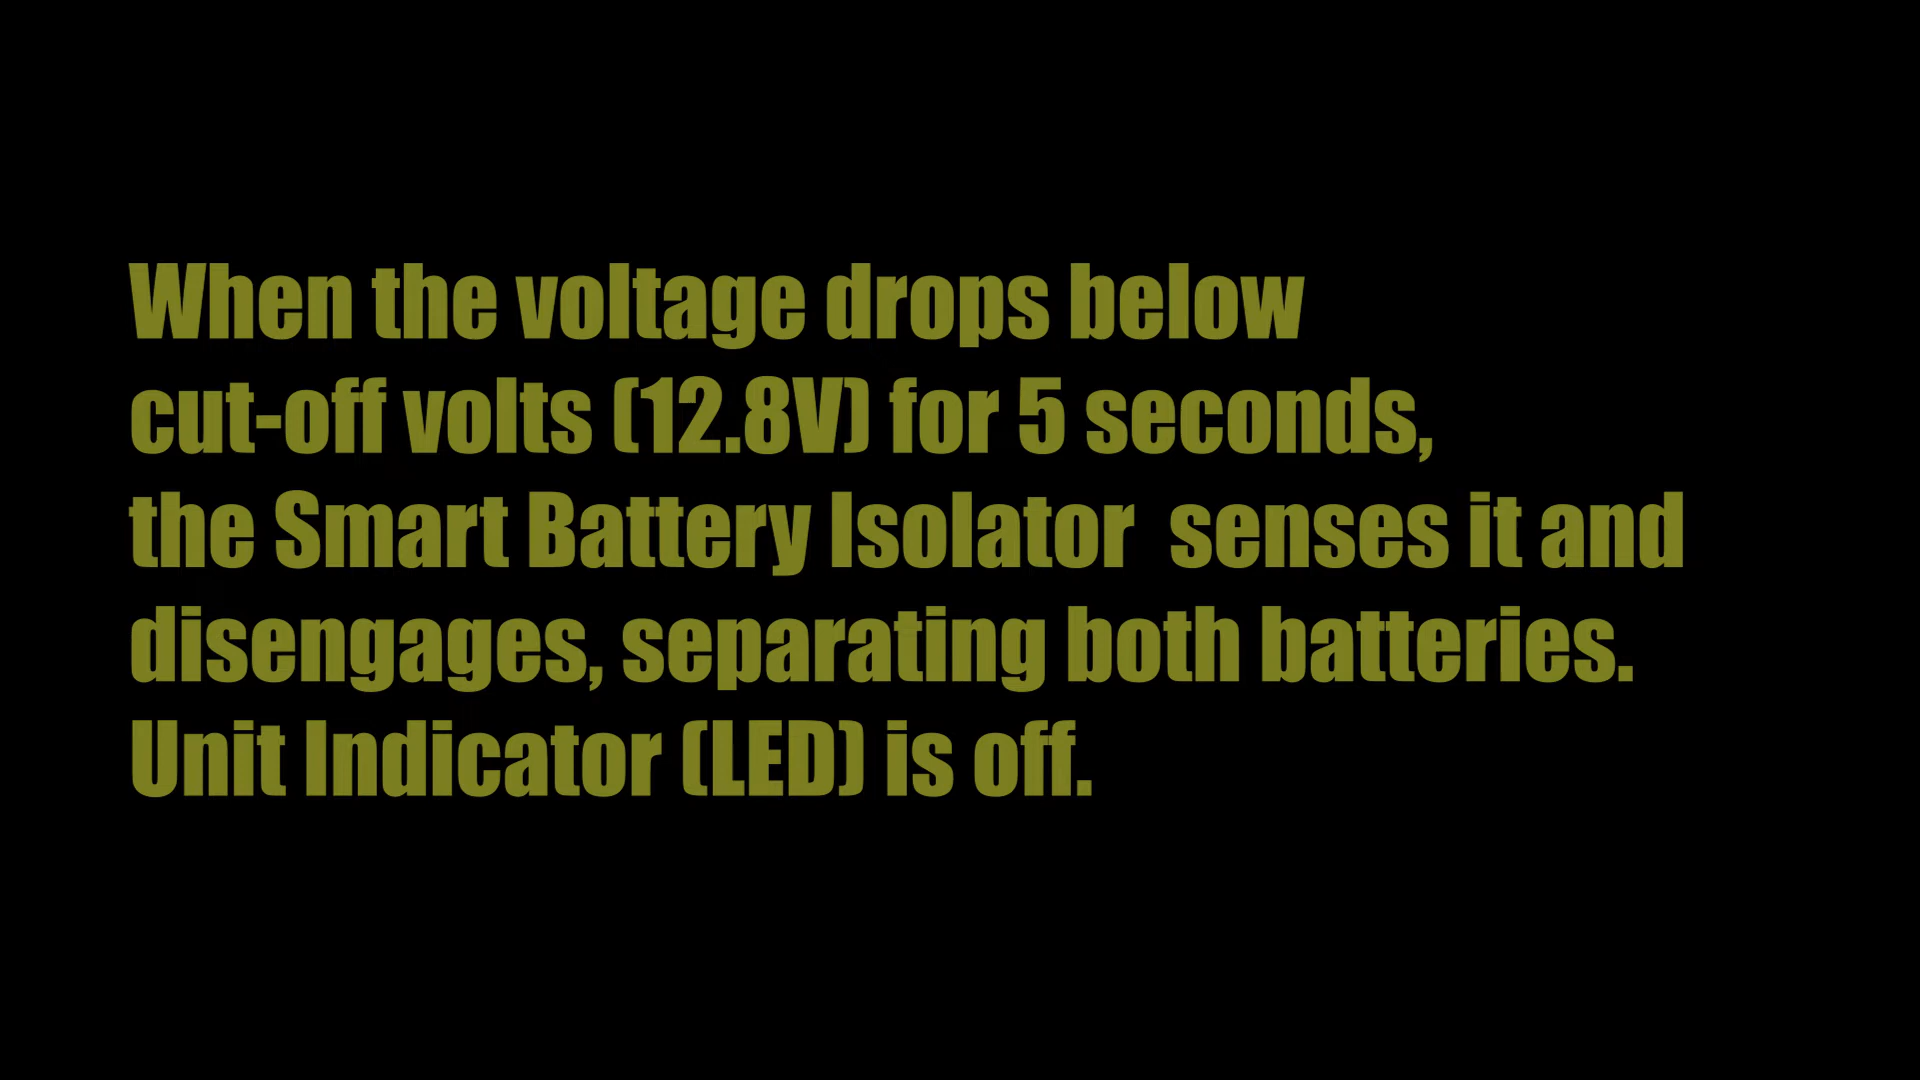 When the voltage drops below
cut-off volts (12.8V) for 5 seconds,
the Smart Battery Isolator  senses it and
disengages, separating both batteries.
Unit Indicator (LED) is off.